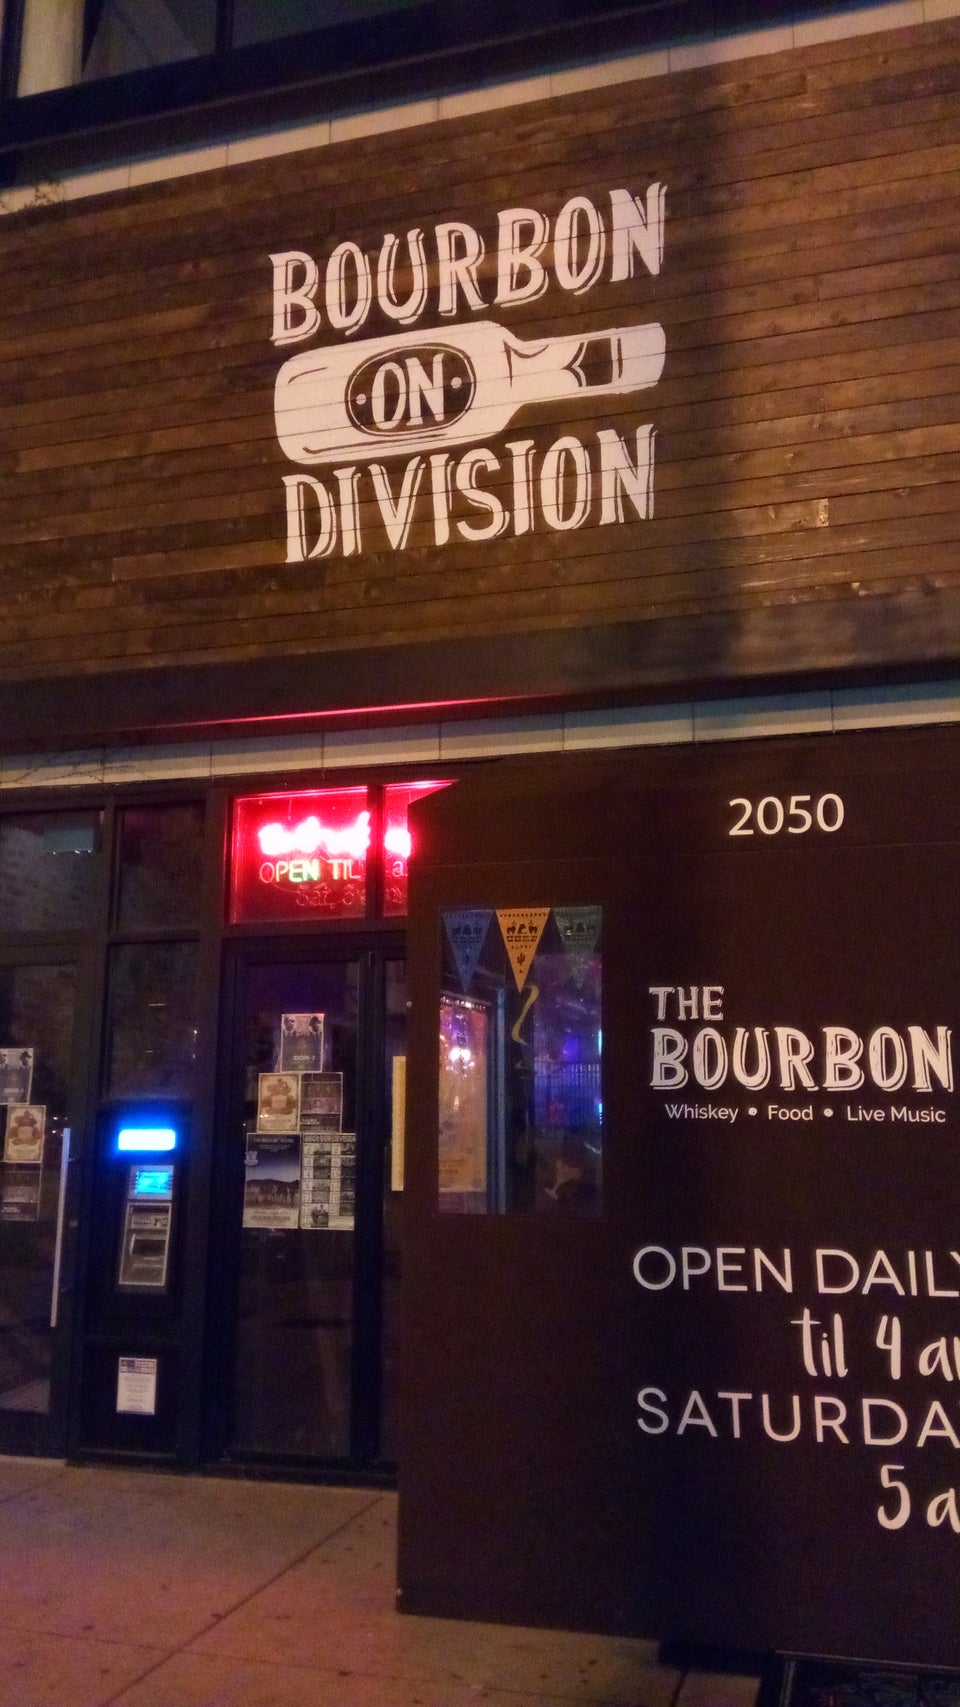 BOURBON
ON
DIVISION
2050
OPEN TIL
THE
BOURBON
Whiskey • Food • Live Music
OPEN DAILY
til 4 a
SATURDA
5 a